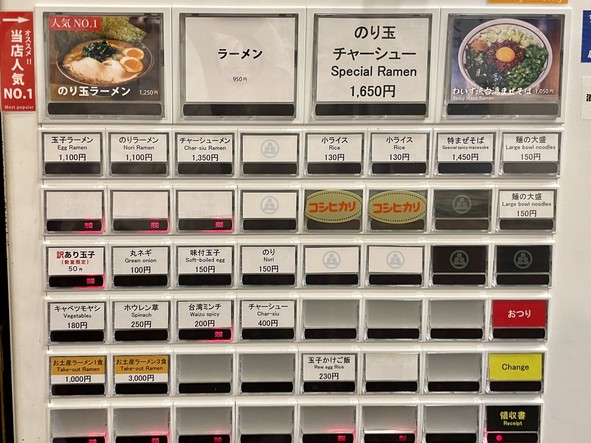 オススメ!!
当店人気
NO.1
Most popular
人気 NO.1
のり玉ラーメン 1,250円
ラーメン
950円
のり玉
チャーシュー
Special Ramen
1,650円
わいず流台湾まぜそば 1,050円
Spicy Maze Ramen
玉子ラーメン
Egg Ramen
1,100円
のりラーメン
Nori Ramen
1,100円
チャーシューメン
Char-siu Ramen
1,350円
小ライス
Rice
130円
小ライス
Rice
130円
特まぜそば
Special spicy mazesoba
1,450円
麺の大盛
Large bowl noodles
150円
コシヒカリ
コシヒカリ
麺の大盛
Large bowl noodles
150円
訳あり玉子
(数量限定)
50円
丸ネギ
Green onion
100円
味付玉子
Soft-boiled egg
150円
のり
Nori
150円
キャベツモヤシ
Vegetables
180円
ホウレン草
Spinach
250円
台湾ミンチ
Waizu spicy
200円
チャーシュー
Char-siu
400円
おつり
お土産ラーメン1食
Take-out Ramen
1,000円
お土産ラーメン3食
Take-out Ramen
3,000円
玉子かけご飯
Raw egg Rice
230円
Change
領収書
Receipt